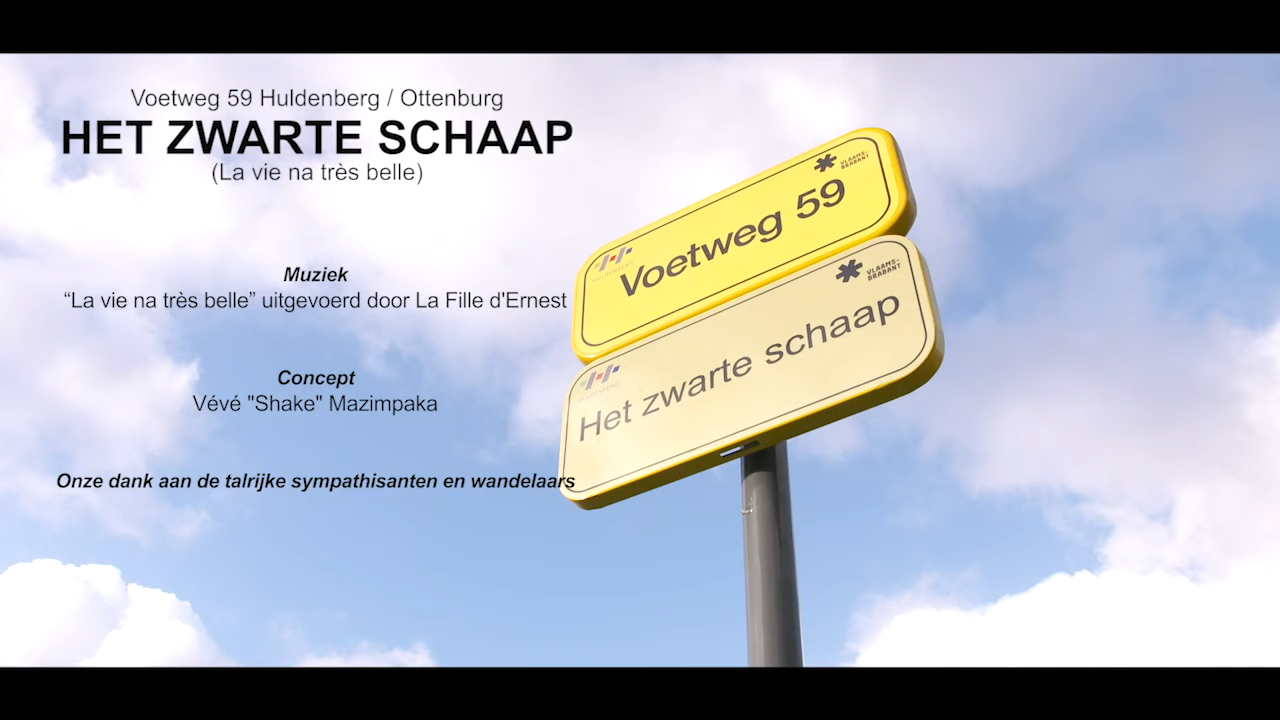 Voetweg 59 Huldenberg / Ottenburg
HET ZWARTE SCHAAP
(La vie na très belle)
Muziek
“La vie na très belle” uitgevoerd door La Fille d'Ernest
Concept
Vévé "Shake" Mazimpaka
Onze dank aan de talrijke sympathisanten en wandelaars
VLAAMS-
BRABANT
HULDENBERG
Voetweg 59
VLAAMS-
BRABANT
HULDENBERG
Het zwarte schaap